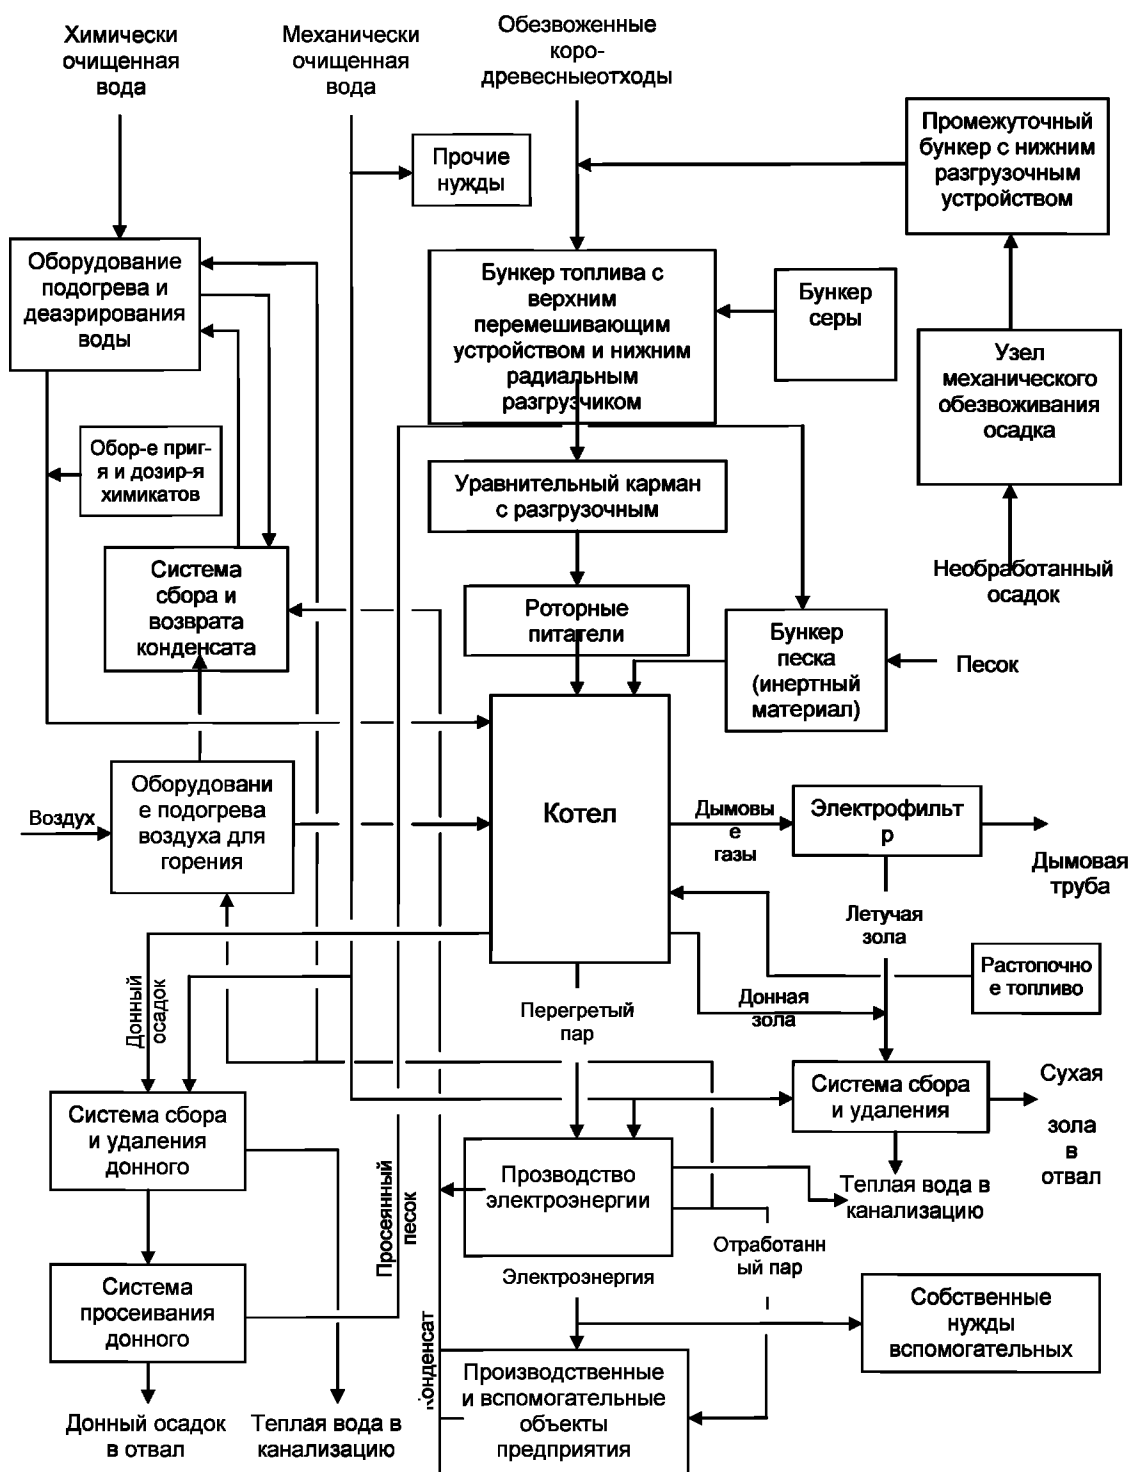 Химически
очищенная
вода
Механически
очищенная
вода
Обезвоженные
коро-
древесныеотходы
Прочие
нужды
Промежуточный
бункер с нижним
разгрузочным
устройством
Оборудование
подогрева и
деаэрирования
воды
Бункер топлива с
верхним
перемешивающим
устройством и нижним
радиальным
разгрузчиком
Бункер
серы
Узел
механического
обезвоживания
осадка
Обор-е приг-
я и дозир-я
химикатов
Уравнительный карман
с разгрузочным
Необработанный
осадок
Система
сбора и
возврата
конденсата
Роторные
питатели
Бункер
песка
(инертный
материал)
Песок
Воздух
Оборудовани
е подогрева
воздуха для
горения
Котел
Дымовы
е
газы
Электрофильт
р
Дымовая
труба
Летучая
зола
Растопочно
е топливо
Донный
осадок
Перегретый
пар
Донная
зола
Система сбора
и удаления
донного
Система сбора
и удаления
Сухая
зола
в
отвал
Просеянный
песок
Прозводство
электроэнергии
Теплая вода в
канализацию
Отработанн
ый пар
Электроэнергия
Система
просеивания
донного
Конденсат
Собственные
нужды
вспомогательных
Производственные
и вспомогательные
объекты
предприятия
Донный осадок
в отвал
Теплая вода в
канализацию